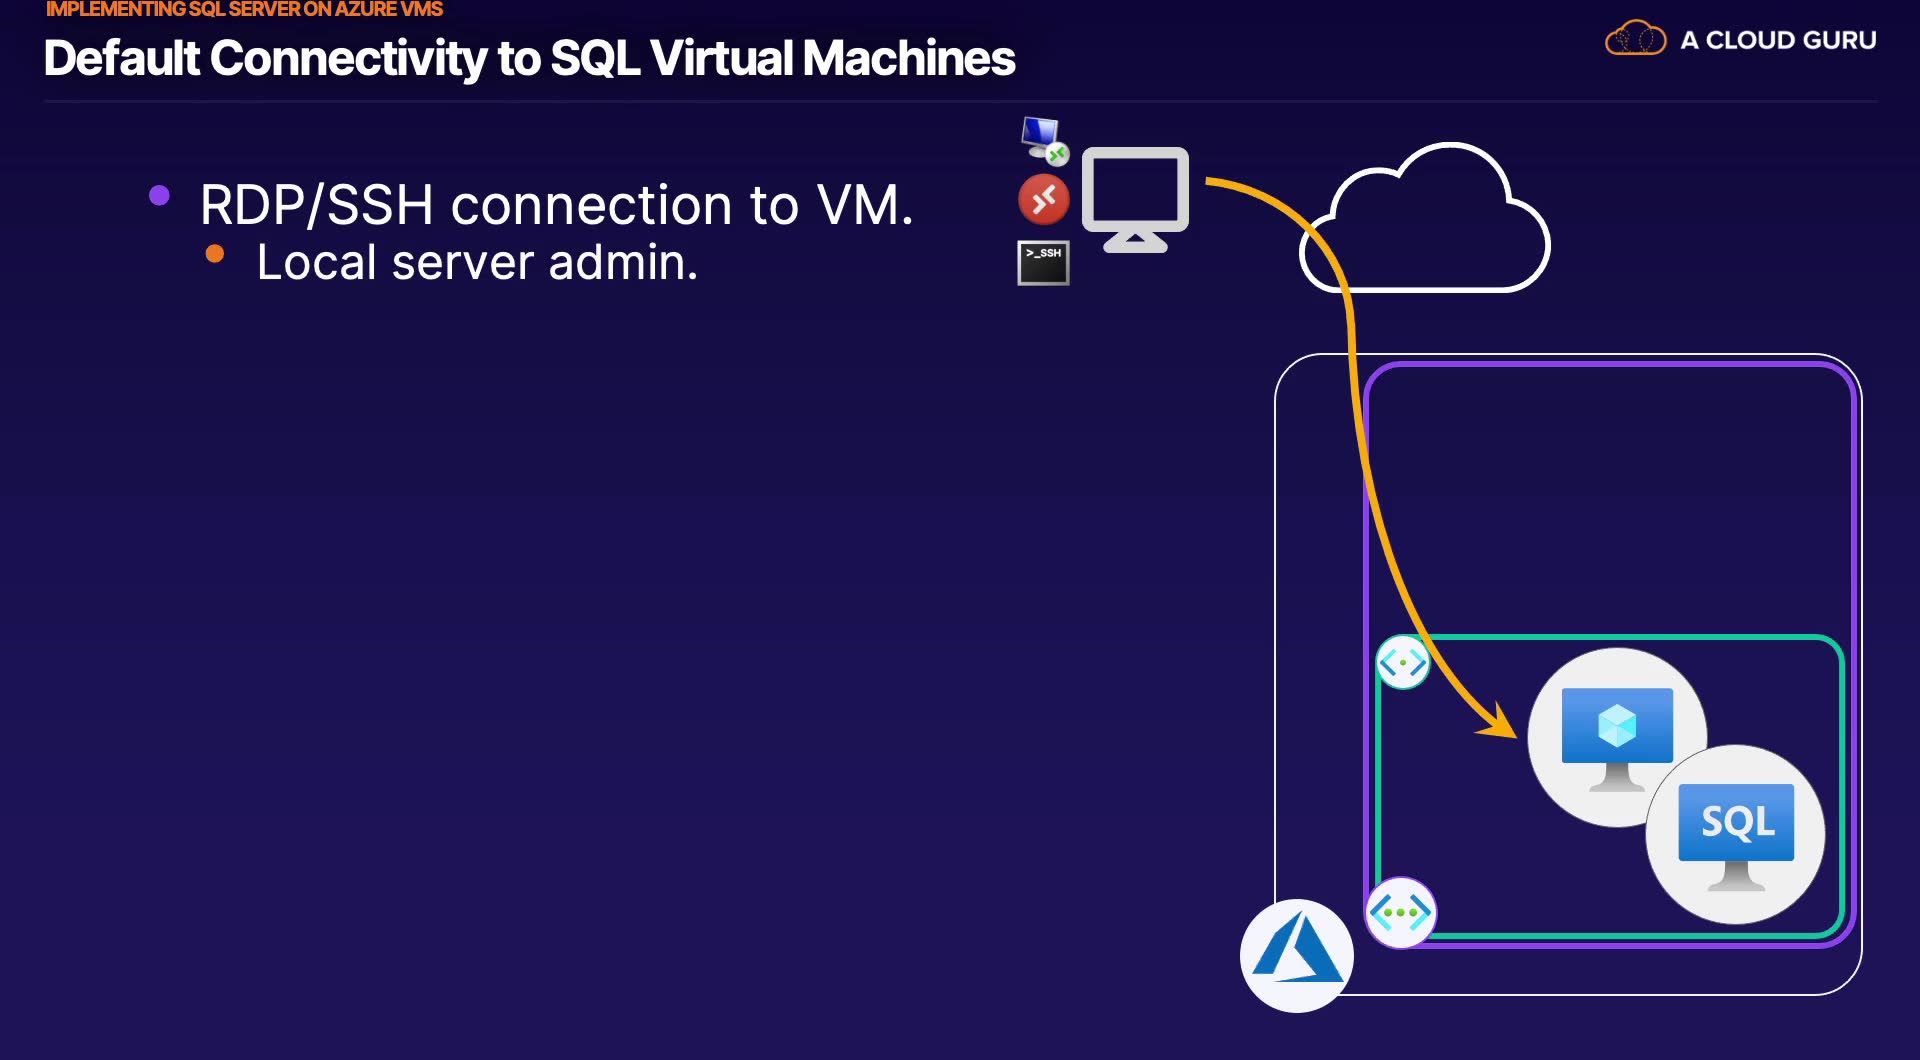 IMPLEMENTING SQL SERVER ON AZURE VMS
Default Connectivity to SQL Virtual Machines
A CLOUD GURU
RDP/SSH connection to VM.
Local server admin.
>_SSH
SQL